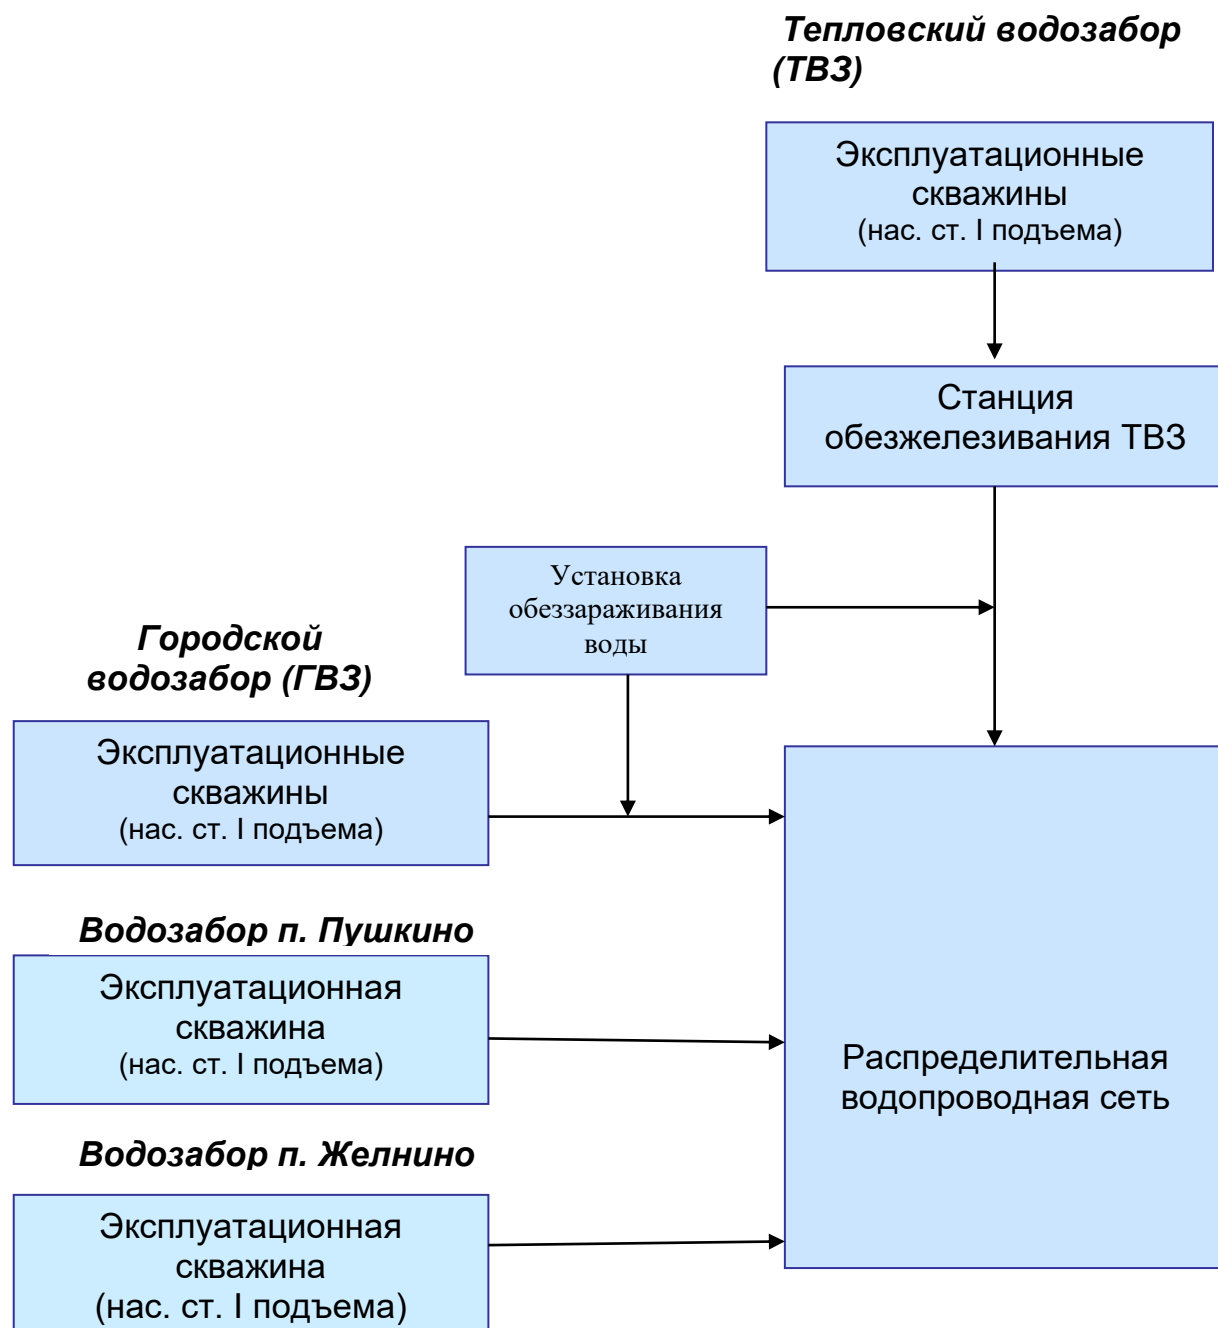 Тепловский водозабор
(ТВЗ)
Эксплуатационные
скважины
(нас. ст. I подъема)
Станция
обезжелезивания ТВЗ
Установка
обеззараживания
воды
Городской
водозабор (ГВЗ)
Эксплуатационные
скважины
(нас. ст. I подъема)
Водозабор п. Пушкино
Эксплуатационная
скважина
(нас. ст. I подъема)
Распределительная
водопроводная сеть
Водозабор п. Желнино
Эксплуатационная
скважина
(нас. ст. I подъема)